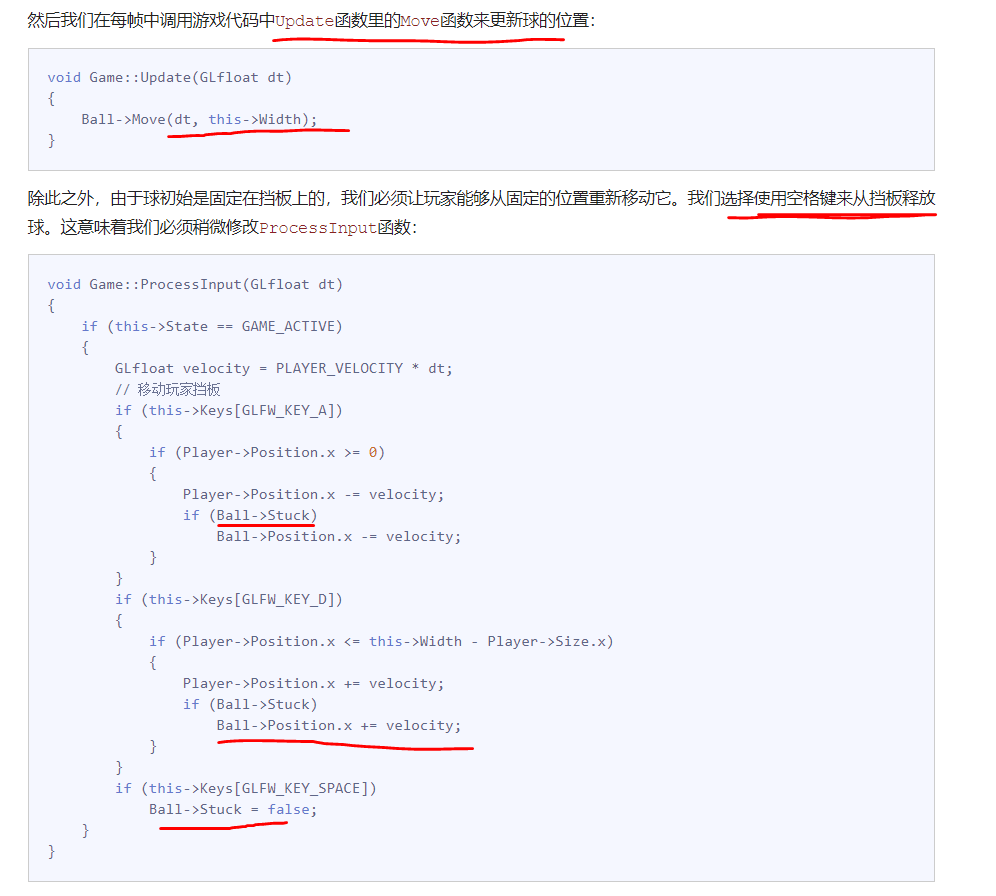 然后我们在每帧中调用游戏代码中Update函数里的Move函数来更新球的位置：
void Game::Update(GLfloat dt)
{
    Ball->Move(dt, this->Width);
}
除此之外，由于球初始是固定在挡板上的，我们必须让玩家能够从固定的位置重新移动它。我们选择使用空格键来从挡板释放
球。这意味着我们必须稍微修改ProcessInput函数：
void Game::ProcessInput(GLfloat dt)
{
    if (this->State == GAME_ACTIVE)
    {
        GLfloat velocity = PLAYER_VELOCITY * dt;
        // 移动玩家挡板
        if (this->Keys[GLFW_KEY_A])
        {
            if (Player->Position.x >= 0)
            {
                Player->Position.x -= velocity;
                if (Ball->Stuck)
                    Ball->Position.x -= velocity;
            }
        }
        if (this->Keys[GLFW_KEY_D])
        {
            if (Player->Position.x <= this->Width - Player->Size.x)
            {
                Player->Position.x += velocity;
                if (Ball->Stuck)
                    Ball->Position.x += velocity;
            }
        }
        if (this->Keys[GLFW_KEY_SPACE])
            Ball->Stuck = false;
    }
}